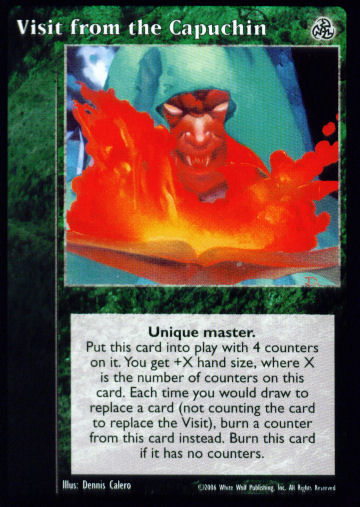 Visit from the Capuchin
Unique master.
Put this card into play with 4 counters
on it. You get +X hand size, where X
is the number of counters on this
card. Each time you would draw to
replace a card (not counting the card
to replace the Visit), burn a counter
from this card instead. Burn this card
if it has no counters.
Illus: Dennis Calero
©2006 White Wolf Publishing, Inc. All Rights Reserved